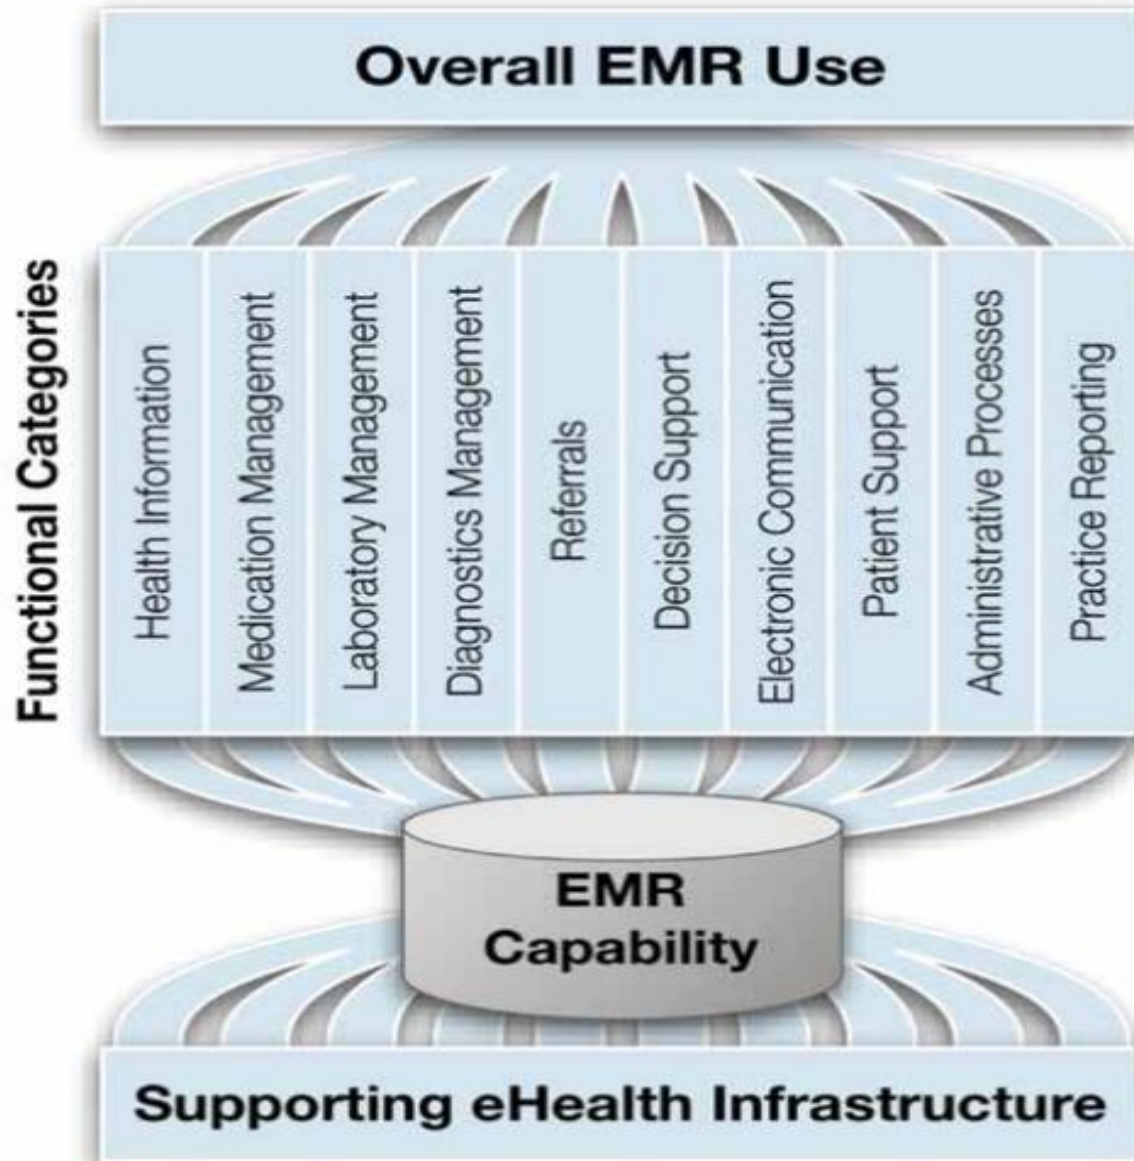 Overall EMR Use
Functional Categories
Health Information
Medication Management
Laboratory Management
Diagnostics Management
Referrals
Decision Support
Electronic Communication
Patient Support
Administrative Processes
Practice Reporting
EMR
Capability
Supporting eHealth Infrastructure